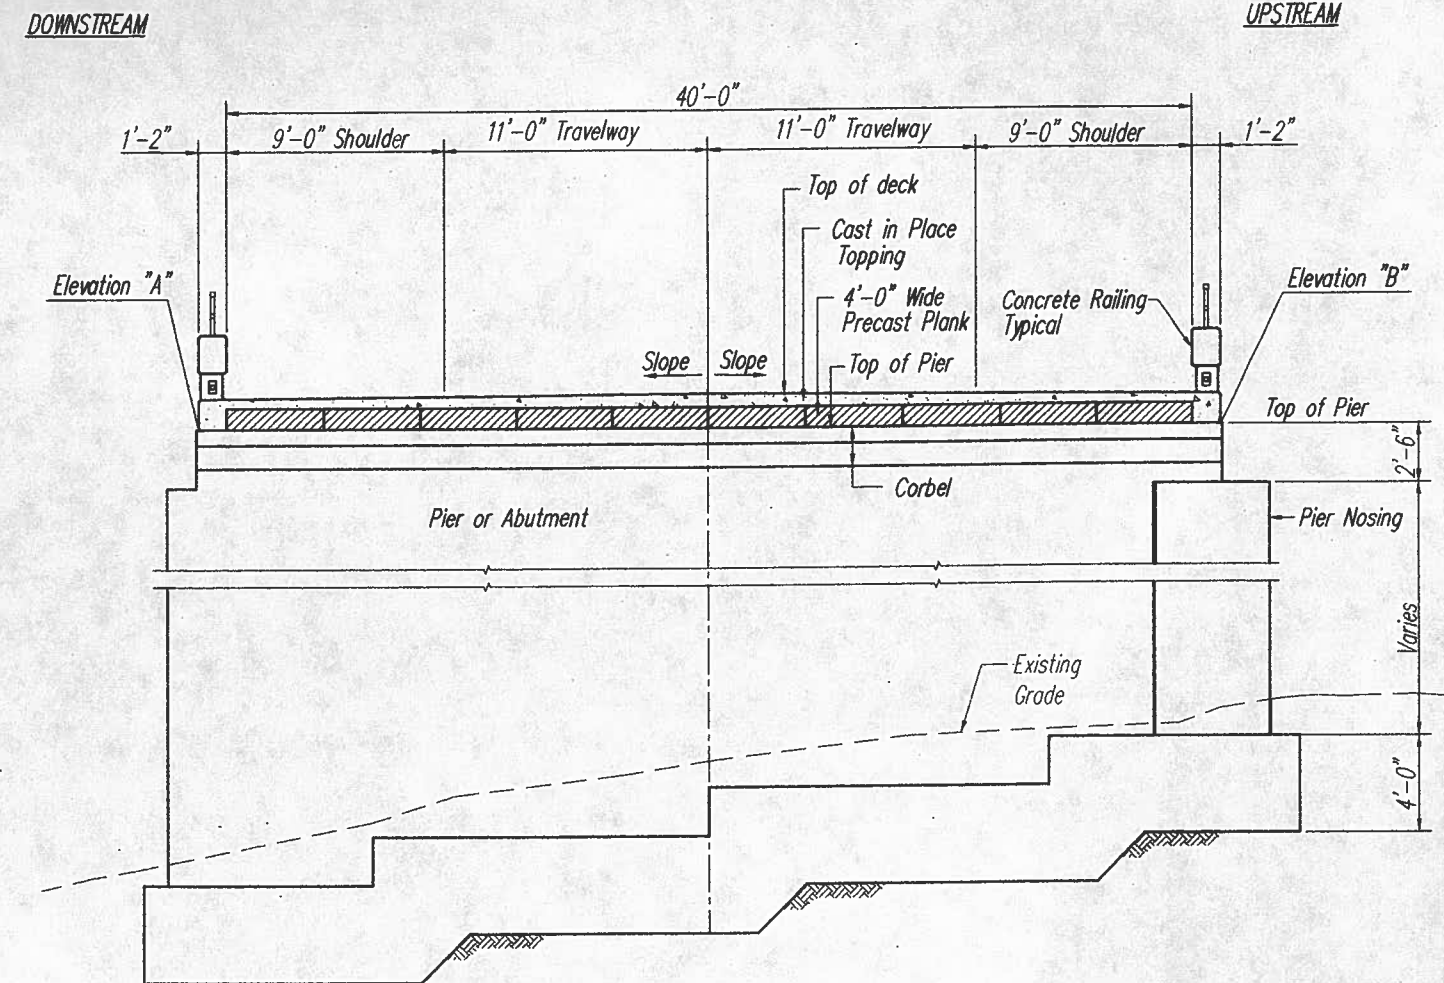 DOWNSTREAM
UPSTREAM
40'-0"
1'-2"
9'-0" Shoulder
11'-0" Travelway
11'-0" Travelway
9'-0" Shoulder
1'-2"
Top of deck
Cast in Place
Topping
Elevation "A"
4'-0" Wide
Precast Plank
Concrete Railing
Typical
Elevation "B"
Slope
Slope
Top of Pier
Top of Pier
2'-6"
Corbel
Pier or Abutment
Pier Nosing
Varies
Existing
Grade
4'-0"